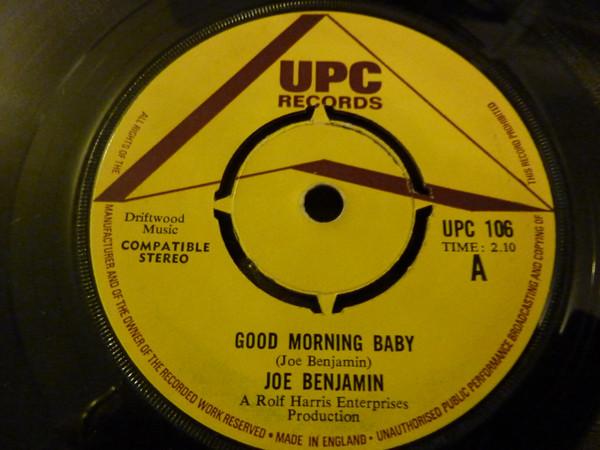 UPC
RECORDS
Driftwood
Music
COMPATIBLE
STEREO
UPC 106
TIME: 2.10
A
GOOD MORNING BABY
(Joe Benjamin)
JOE BENJAMIN
A Rolf Harris Enterprises
Production
ALL RIGHTS OF THE
MANUFACTURER AND OF THE OWNER OF THE RECORDED WORK RESERVED • MADE IN ENGLAND • UNAUTHORISED PUBLIC PERFORMANCE BROADCASTING AND COPYING OF
THIS RECORD PROHIBITED